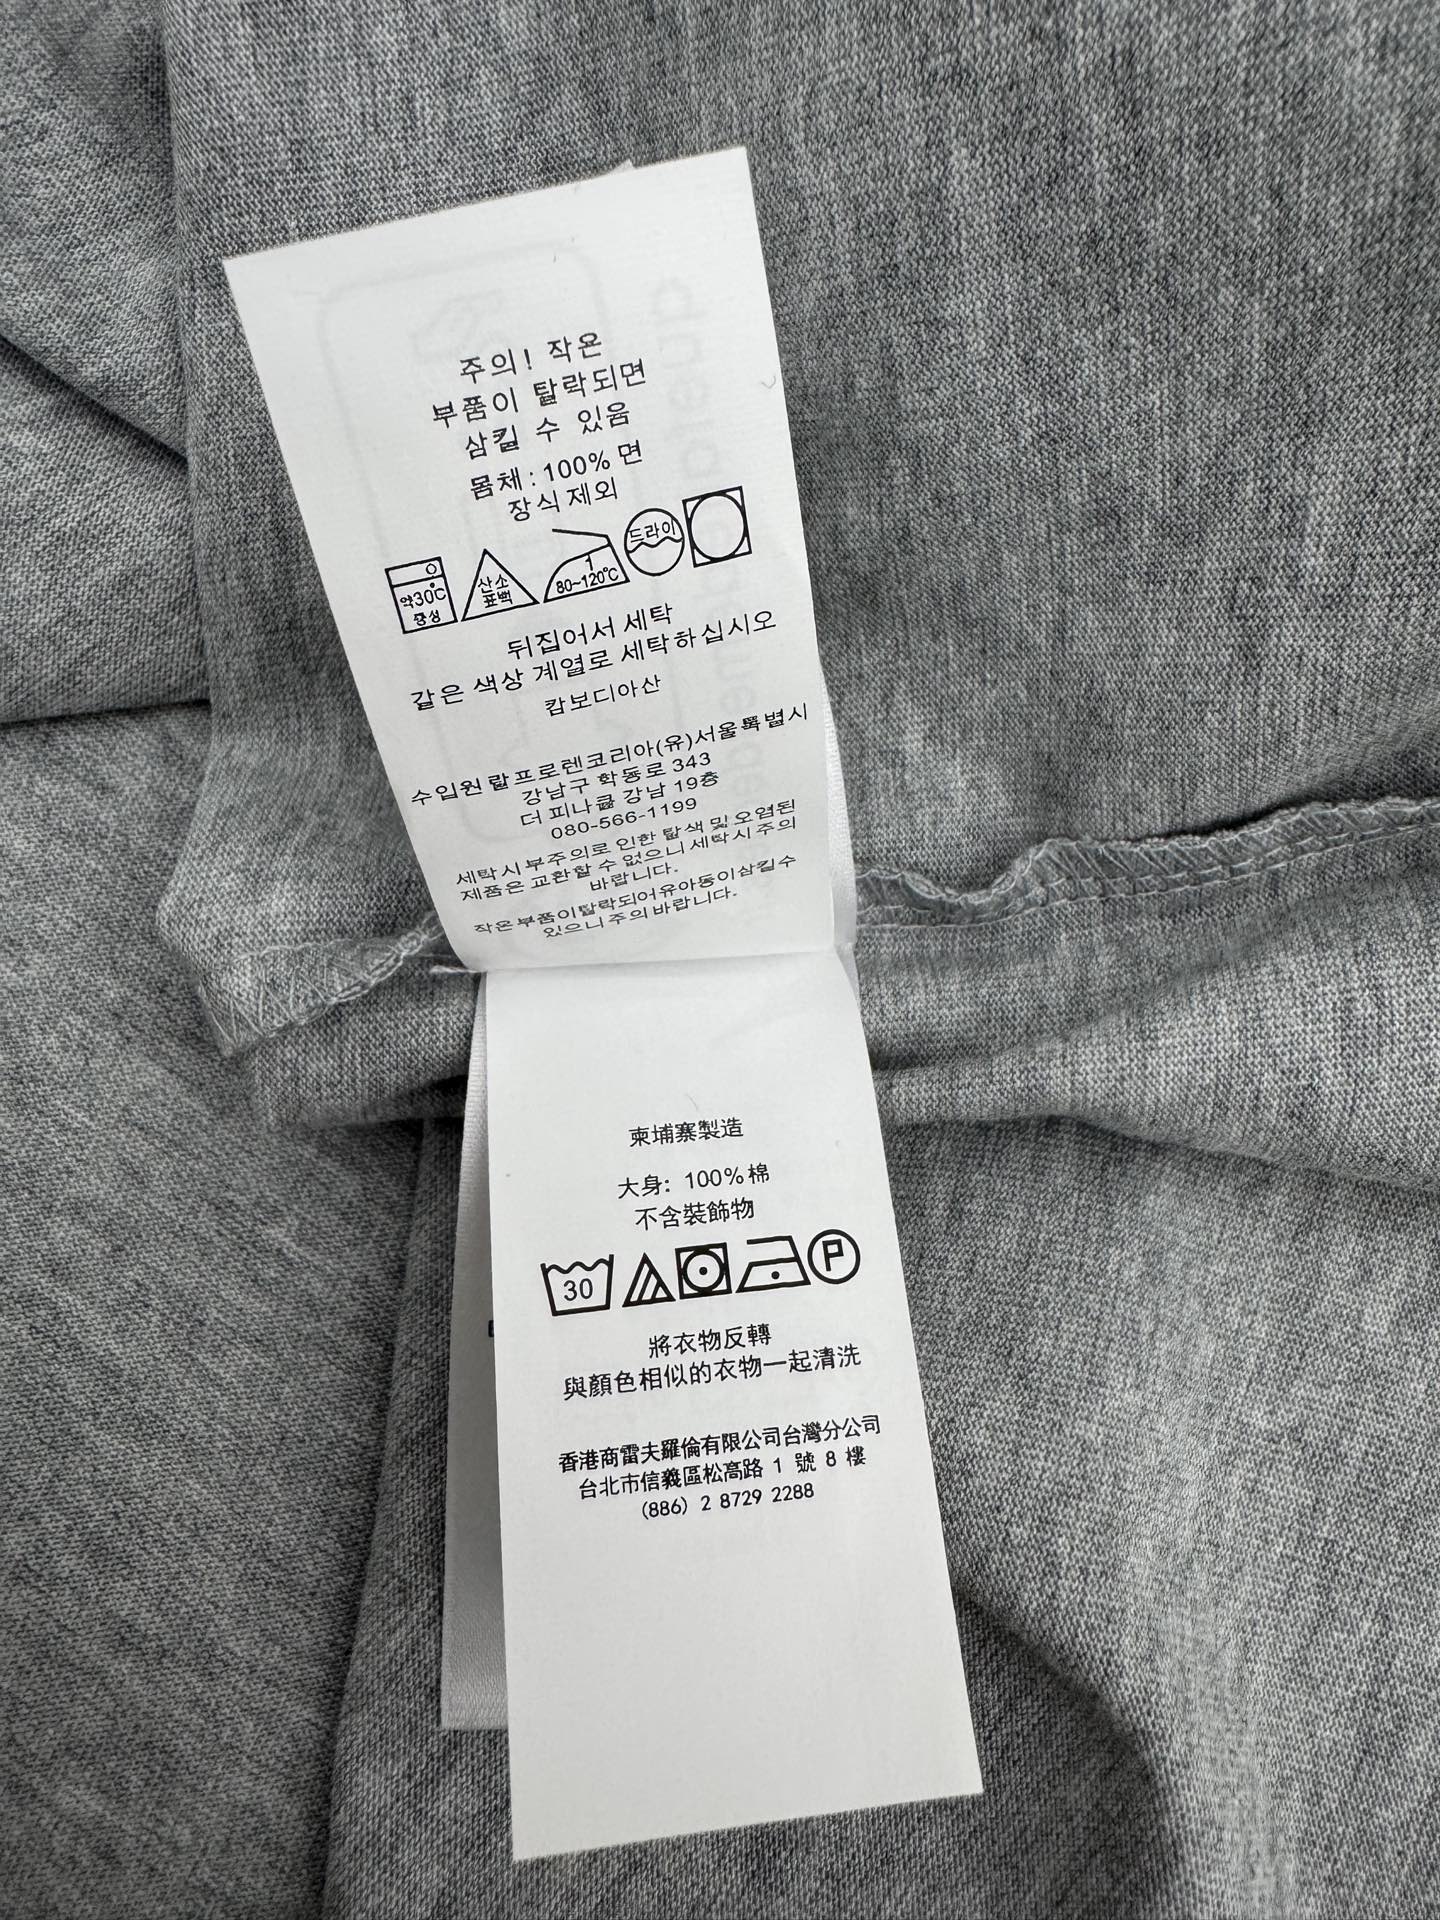 주의! 작은
부품이 탈락되면
삼킬 수 있음
몸체 : 100% 면
장식 제외
약30℃
중성
산소
표백
80~120℃
드라이
뒤집어서 세탁
같은 색상 계열로 세탁하십시오
캄보디아산
수입원 랄프로렌코리아(유)서울특별시
강남구 학동로 343
더 피나클 강남 19층
080-566-1199
세탁시 부주의로 인한 탈색 및 오염된
제품은 교환할 수 없으니 세탁시 주의
바랍니다.
작은부품이탈락되어유아동이삼킬수
있으니 주의 바랍니다.
柬埔寨製造
大身: 100%棉
不含裝飾物
30
P
將衣物反轉
與顏色相似的衣物一起清洗
香港商雷夫羅倫有限公司台灣分公司
台北市信義區松高路 1 號 8 樓
(886) 2 8729 2288